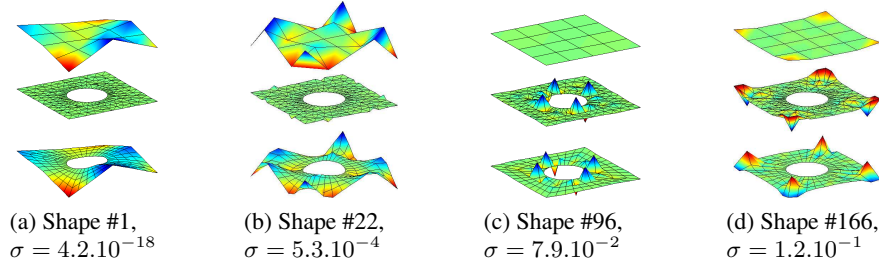 (a) Shape #1,
σ = 4.2.10⁻¹⁸
(b) Shape #22,
σ = 5.3.10⁻⁴
(c) Shape #96,
σ = 7.9.10⁻²
(d) Shape #166,
σ = 1.2.10⁻¹